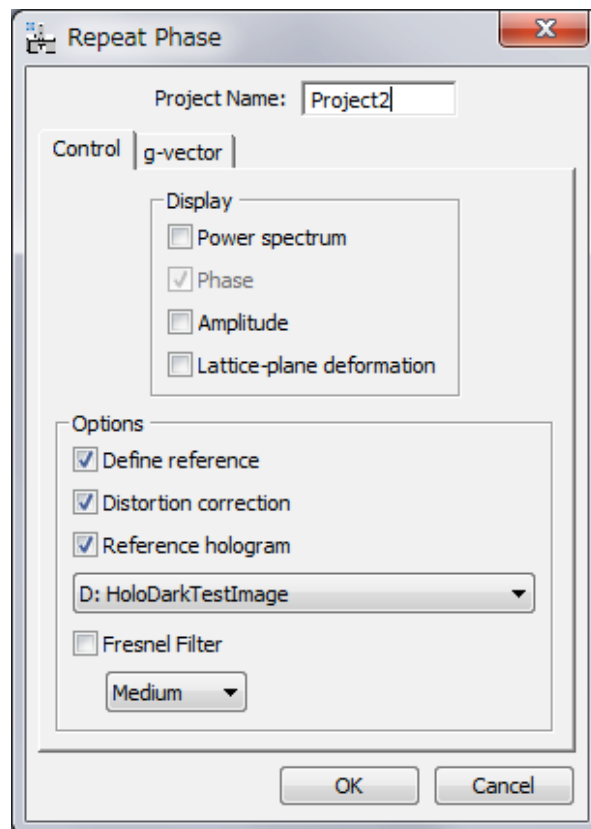 Repeat Phase
Project Name: Project2
Control g-vector
Display
Power spectrum
Phase
Amplitude
Lattice-plane deformation
Options
Define reference
Distortion correction
Reference hologram
D: HoloDarkTestImage
Fresnel Filter
Medium
OK Cancel